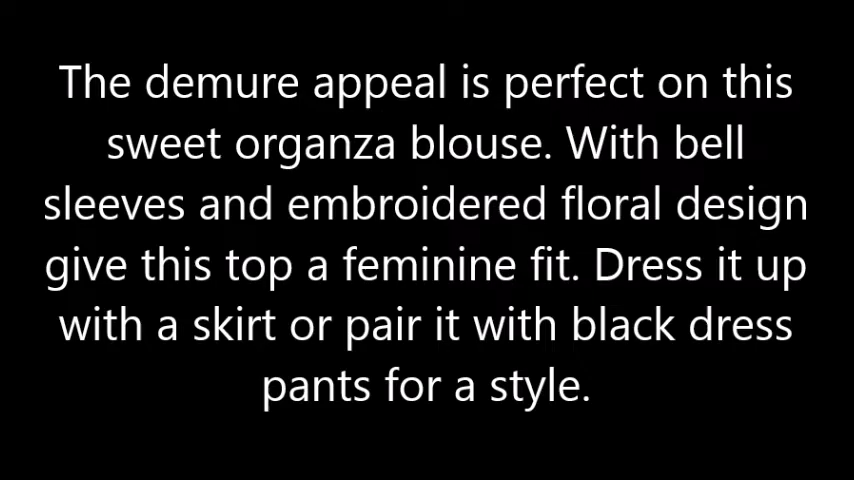 The demure appeal is perfect on this
sweet organza blouse. With bell
sleeves and embroidered floral design
give this top a feminine fit. Dress it up
with a skirt or pair it with black dress
pants for a style.